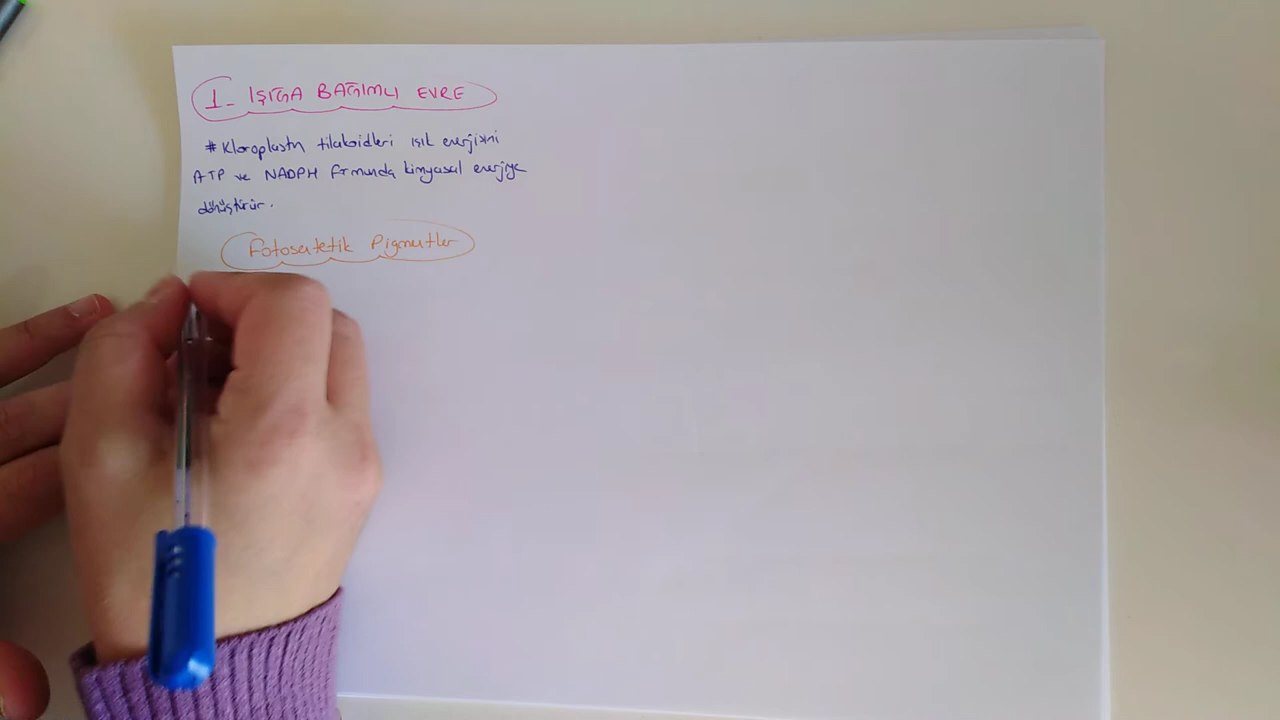 1- IŞIĞA BAĞIMLI EVRE
# Kloroplastın tilakoidleri ışık enerjisini
ATP ve NADPH formunda kimyasal enerjiye
dönüştürür.
Fotosentetik Pigmentler